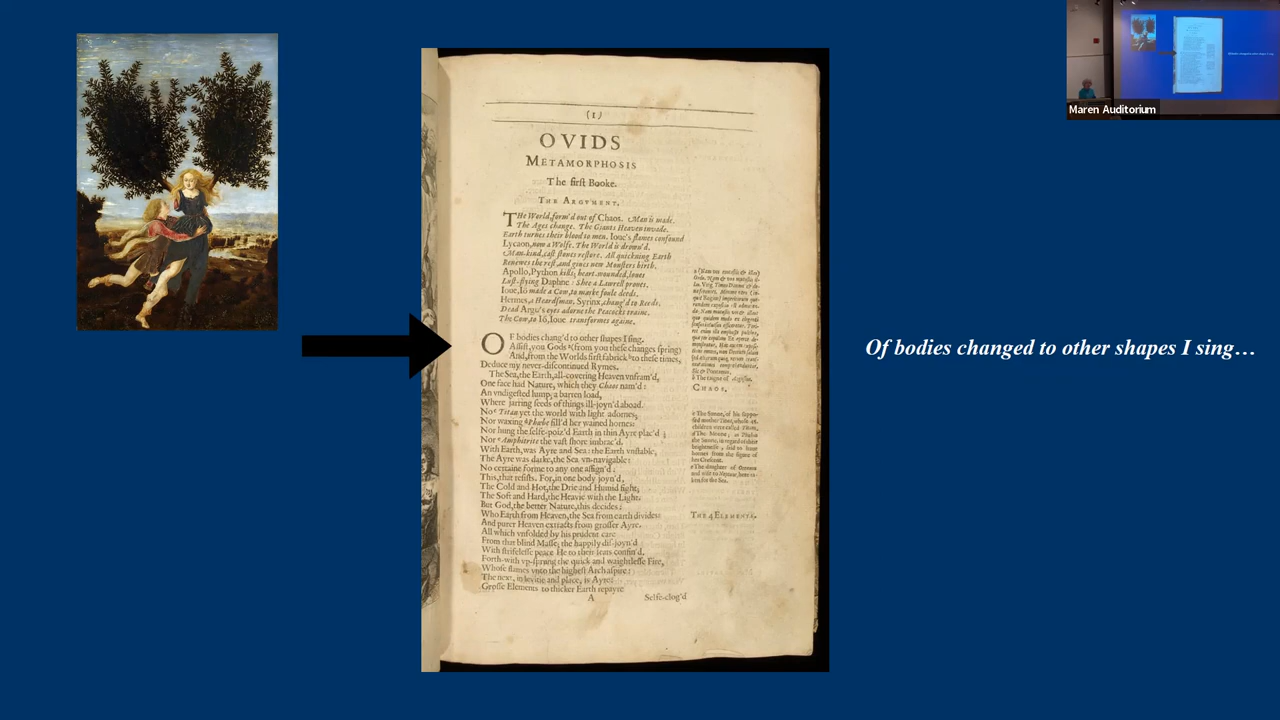 Maren Auditorium
(1)
OVIDS
METAMORPHOSIS
The first Booke.
THE ARGVMENT.
THe World, form'd out of Chaos. Man is made.
The Ages change. The Giants Heaven invade.
Earth turnes their blood to men. Ioue's flames confound
Lycaon, now a Wolfe. The World is drown'd.
Man-kind, cast stones restore. All quickning Earth
Renewes the rest, and giues new Monsters birth.
Apollo, Python kills; heart-wounded, loues
Lust-flying Daphne: Shee a Lawrell proues.
Ioue, Iö made a Cow, to maske foule deeds.
Hermes, a Heardsman. Syrinx, chang'd to Reeds.
Dead Argu's eyes adorne the Peacocks traine.
The Cow, to Iö, Ioue transformes againe.
OF bodies chang'd to other shapes I sing.
Assist, you Gods (from you these changes spring)
And, from the Worlds first fabrick to these times,
Deduce my never-discontinued Rymes.
The Sea, the Earth, all-covering Heaven vnfram'd,
One face had Nature, which they Chaos nam'd:
An vndigested lump; a barren load,
Where jarring seeds of things ill-joyn'd aboad.
No Titan yet the world with light adornes;
Nor waxing Phœbe fill'd her wained hornes:
Nor hung the selfe-poiz'd Earth in thin Ayre plac'd;
Nor Amphitrite the vast shore imbrac'd.
With Earth, was Ayre and Sea: the Earth vnstable,
The Ayre was darke, the Sea vn-navigable:
No certaine forme to any one assign'd:
This, that resists. For, in one body joyn'd,
The Cold and Hot, the Drie and Humid fight;
The Soft and Hard, the Heavie with the Light.
But God, the better Nature, this decides:
Who Earth from Heaven, the Sea from earth divides:
And purer Heaven extracts from grosser Ayre.
All which vnfolded by his prudent care
From that blind Masse; the happily dis-joyn'd
With strifelesse peace He to their seats confin'd.
Forth-with vp-sprung the quick and waightlesse Fire,
Whose flames vnto the highest Arch aspire:
The next, in levitie and place, is Ayre:
Grosse Elements to thicker Earth repayre
A Selfe-clog'd
CHAOS.
THE 4 ELEMENTS.
Of bodies changed to other shapes I sing…